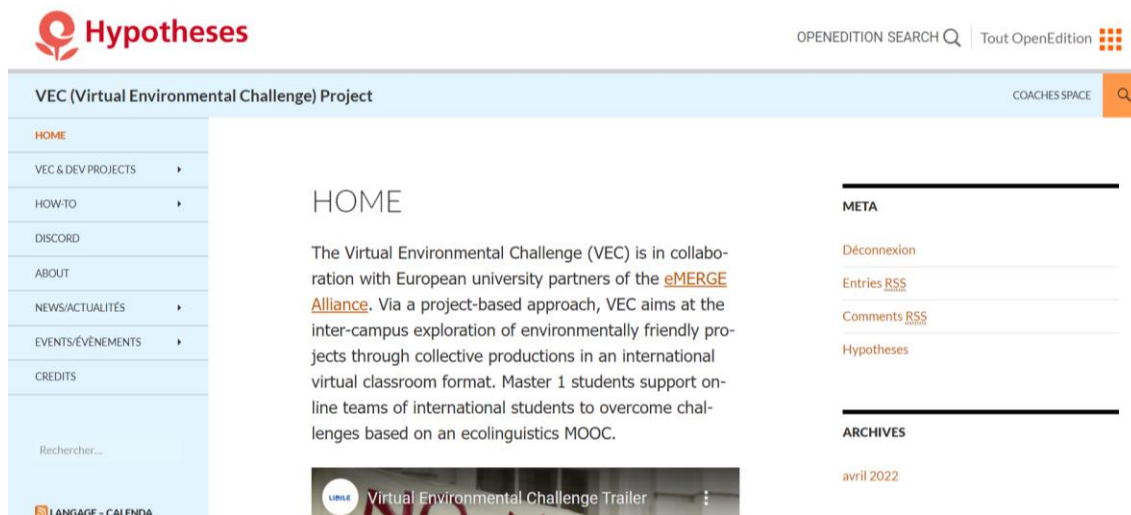 Hypotheses
OPENEDITION SEARCH
Tout OpenEdition
VEC (Virtual Environmental Challenge) Project
COACHES SPACE
HOME
VEC & DEV PROJECTS
HOW-TO
DISCORD
ABOUT
NEWS/ACTUALITÉS
EVENTS/ÉVÈNEMENTS
CREDITS
Rechercher...
LANGAGE – CALENDA
HOME
The Virtual Environmental Challenge (VEC) is in collabo-
ration with European university partners of the eMERGE
Alliance. Via a project-based approach, VEC aims at the
inter-campus exploration of environmentally friendly pro-
jects through collective productions in an international
virtual classroom format. Master 1 students support on-
line teams of international students to overcome chal-
lenges based on an ecolinguistics MOOC.
LIBILE
Virtual Environmental Challenge Trailer
META
Déconnexion
Entries RSS
Comments RSS
Hypotheses
ARCHIVES
avril 2022